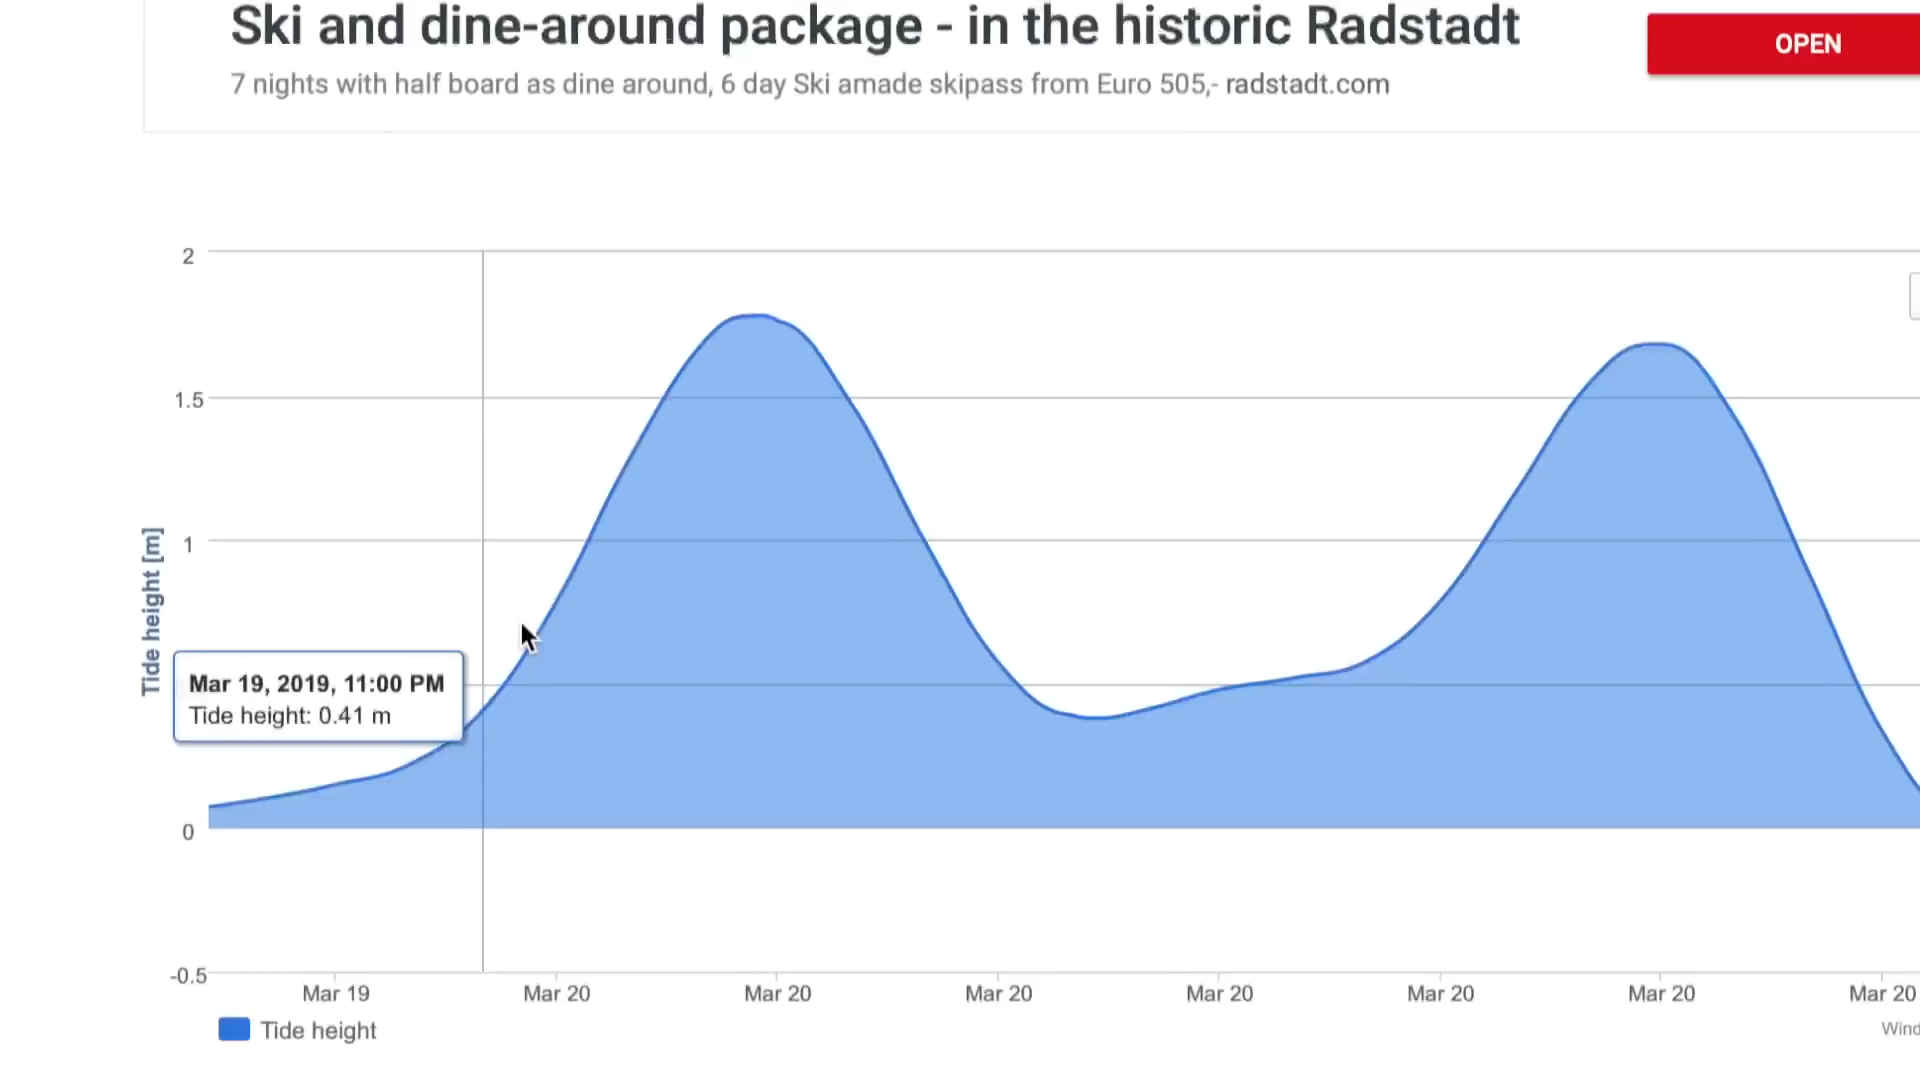 Ski and dine-around package - in the historic Radstadt
OPEN
7 nights with half board as dine around, 6 day Ski amade skipass from Euro 505,- radstadt.com
2
1.5
1
0
-0.5
Tide height [m]
Mar 19, 2019, 11:00 PM
Tide height: 0.41 m
Mar 19 Mar 20 Mar 20 Mar 20 Mar 20 Mar 20 Mar 20 Mar 20
Tide height
Wind